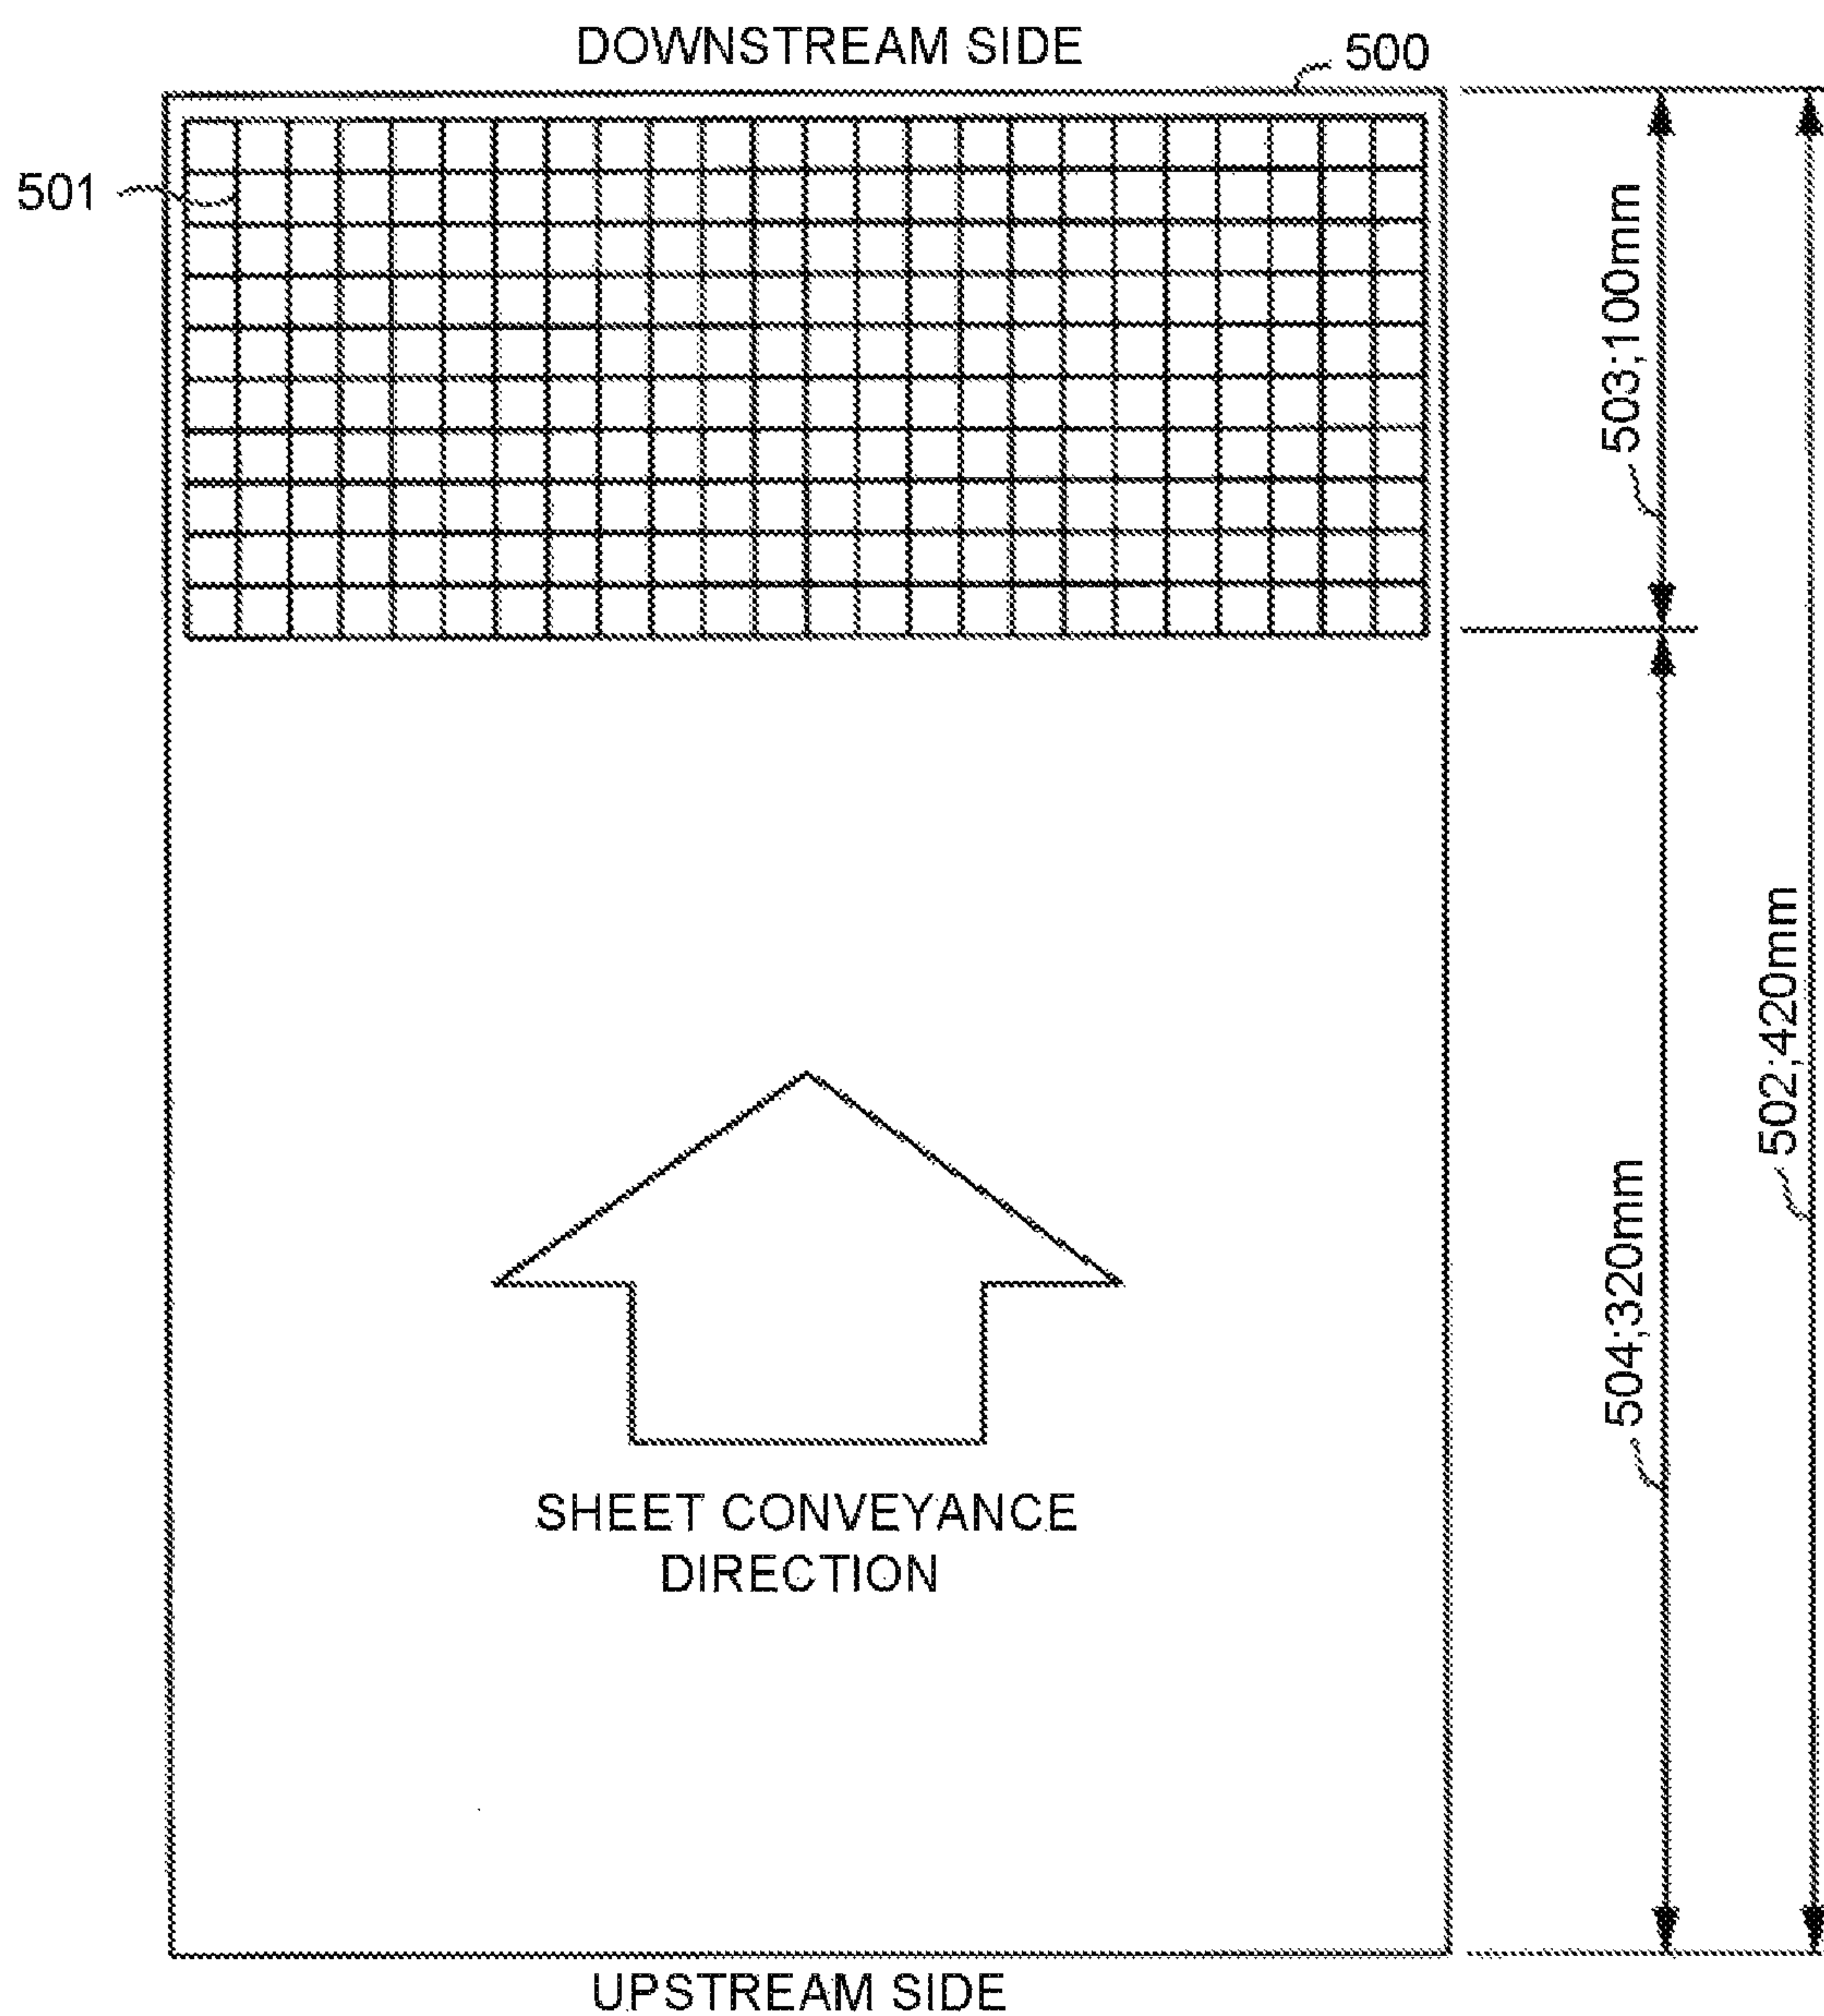 DOWNSTREAM SIDE
500
501
503;100mm
502;420mm
504;320mm
SHEET CONVEYANCE
DIRECTION
UPSTREAM SIDE